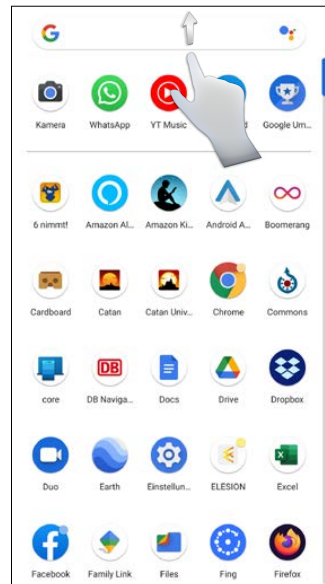 Kamera WhatsApp YT Music d Google Um...
6 nimmt! Amazon Al... Amazon Ki... Android A... Boomerang
Cardboard Catan Catan Univ... Chrome Commons
DB
core DB Naviga... Docs Drive Dropbox
Duo Earth Einstellun... ELESION Excel
Facebook Family Link Files Fing Firefox